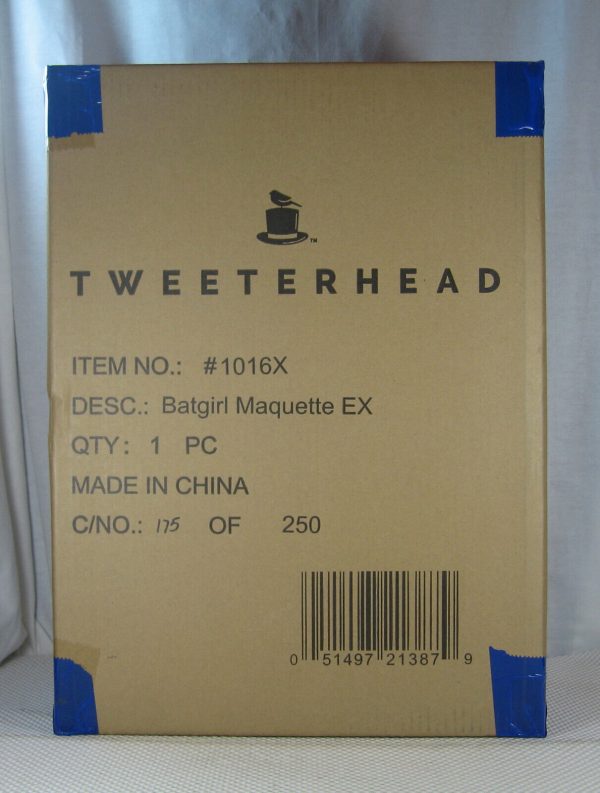 ™
TWEETERHEAD
ITEM NO.: #1016X
DESC.: Batgirl Maquette EX
QTY: 1 PC
MADE IN CHINA
C/NO.: 175 OF 250
0 51497 21387 9